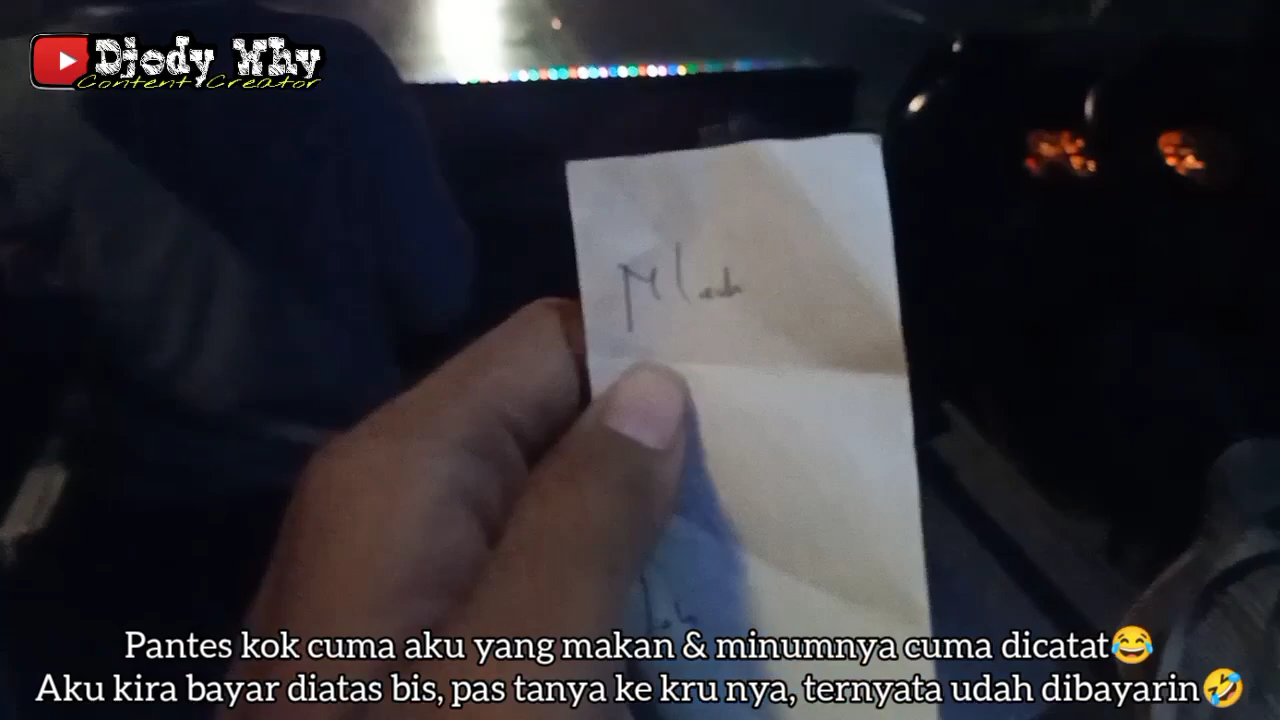 Djody Why
Content Creator
Pantes kok cuma aku yang makan & minumnya cuma dicatat😂
Aku kira bayar diatas bis, pas tanya ke kru nya, ternyata udah dibayarin🤣